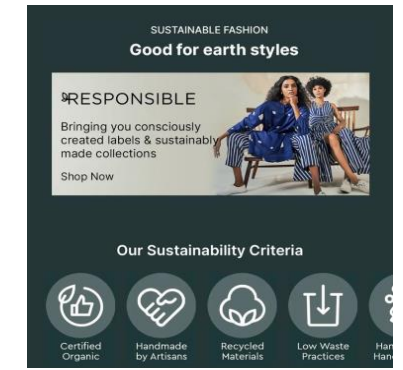 SUSTAINABLE FASHION
Good for earth styles
RESPONSIBLE
Bringing you consciously
created labels & sustainably
made collections
Shop Now
Our Sustainability Criteria
Certified Organic
Handmade by Artisans
Recycled Materials
Low Waste Practices